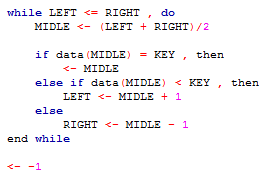 while LEFT <= RIGHT , do
MIDLE <- (LEFT + RIGHT)/2
if data(MIDLE) = KEY , then
<- MIDLE
else if data(MIDLE) < KEY , then
LEFT <- MIDLE + 1
else
RIGHT <- MIDLE - 1
end while
<- -1